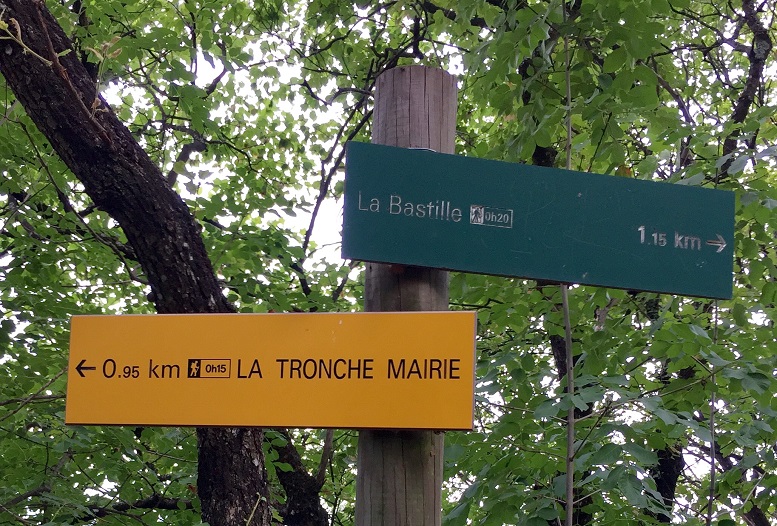 La Bastille 0h20
1.15 km →
← 0.95 km 0h15 LA TRONCHE MAIRIE